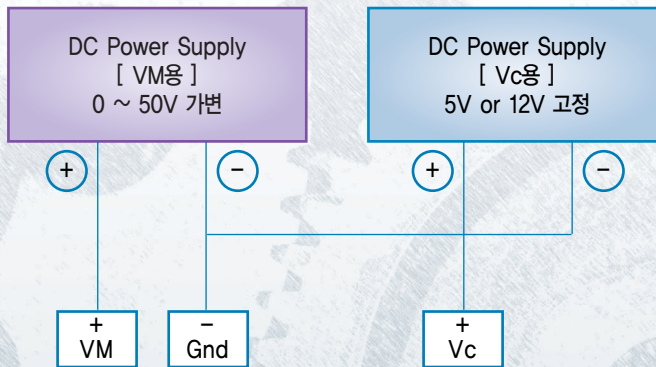 DC Power Supply
[ VM용 ]
0 ~ 50V 가변
DC Power Supply
[ Vc용 ]
5V or 12V 고정
+
−
+
−
+
VM
−
Gnd
+
Vc